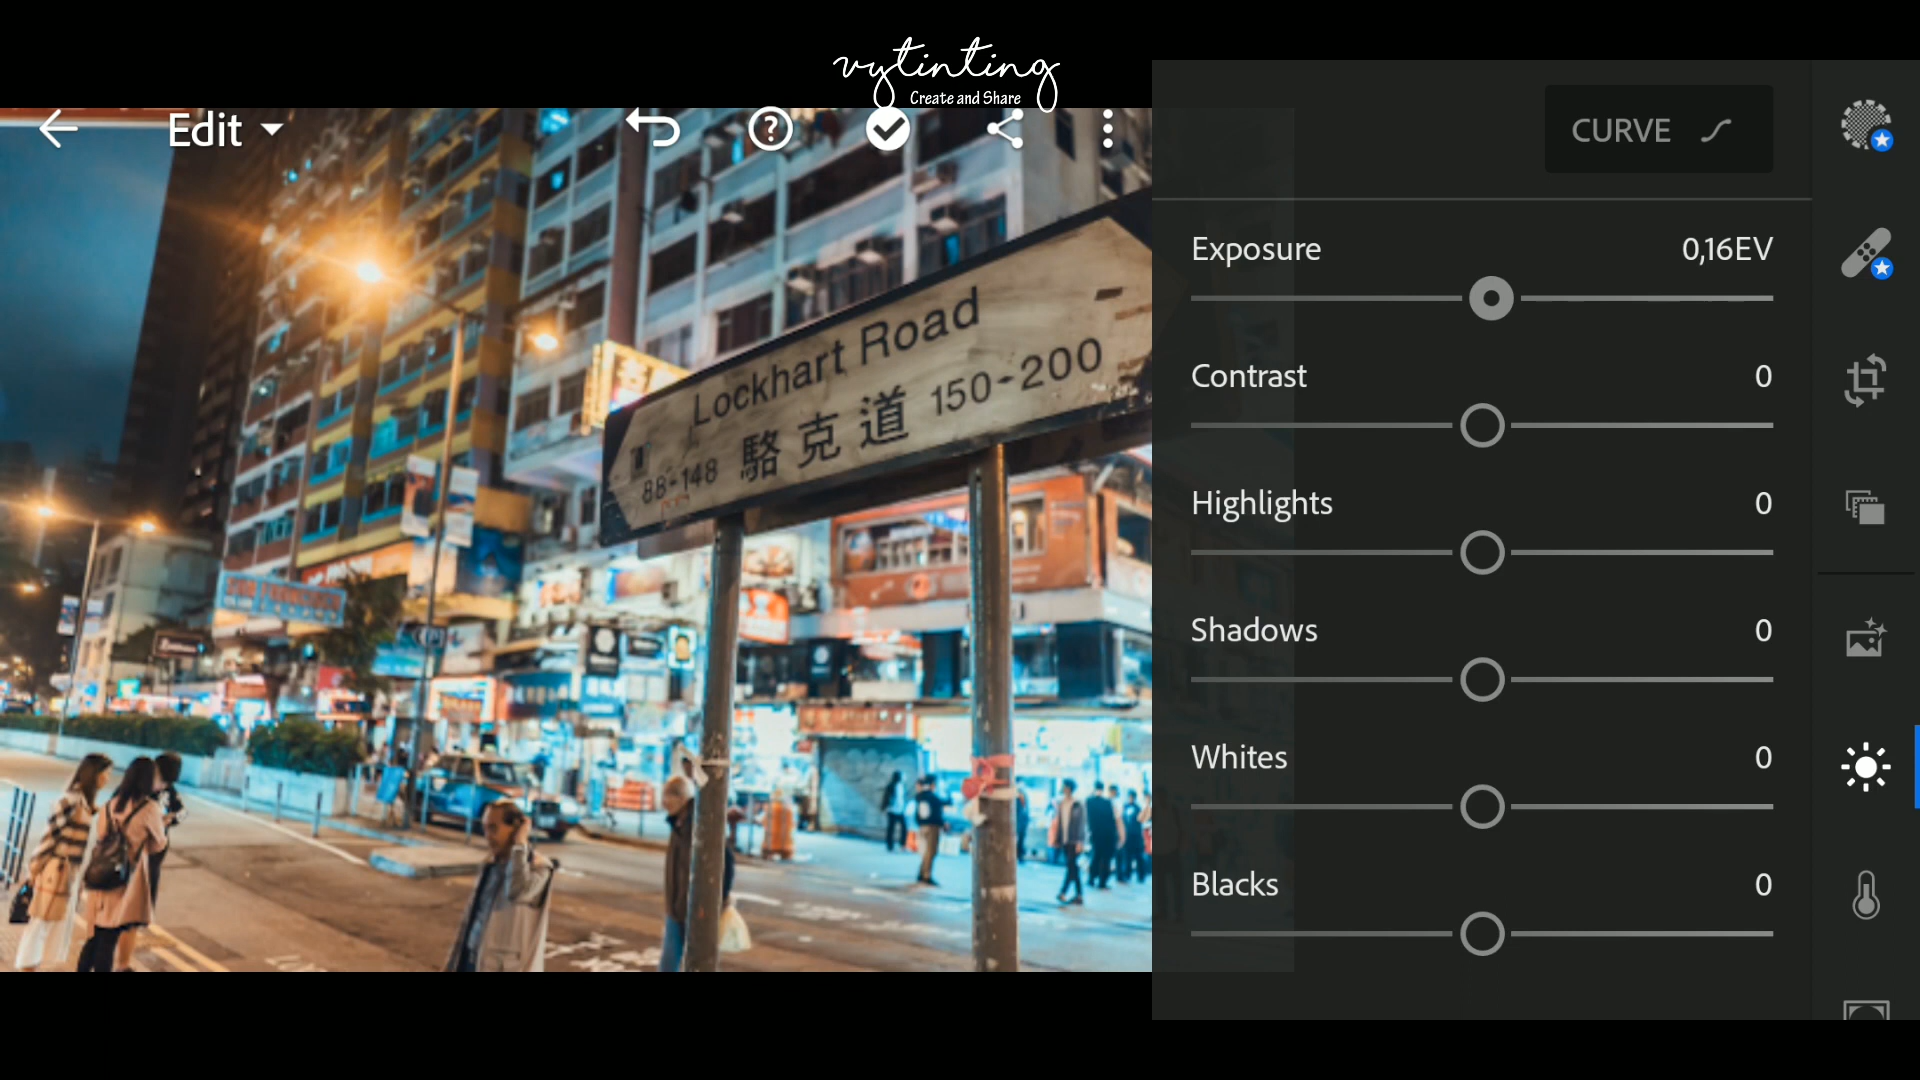 vytinting
Create and Share
Edit
CURVE
Exposure 0,16EV
Contrast 0
Highlights 0
Shadows 0
Whites 0
Blacks 0
Lockhart Road
88-148 駱克道 150-200